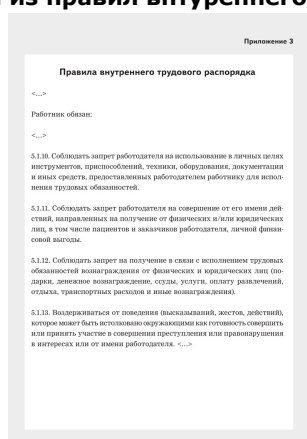 из правил внтуреннего
Приложение 3
Правила внутреннего трудового распорядка
<...>
Работник обязан:
<...>
5.1.10. Соблюдать запрет работодателя на использование в личных целях
инструментов, приспособлений, техники, оборудования, документации
и иных средств, предоставленных работодателем работнику для испол-
нения трудовых обязанностей.
5.1.11. Соблюдать запрет работодателя на совершение от его имени дей-
ствий, направленных на получение от физических и/или юридических
лиц, в том числе пациентов и заказчиков работодателя, личной финан-
совой выгоды.
5.1.12. Соблюдать запрет на получение в связи с исполнением трудовых
обязанностей вознаграждения от физических и юридических лиц (по-
дарки, денежное вознаграждение, ссуды, услуги, оплату развлечений,
отдыха, транспортных расходов и иные вознаграждения).
5.1.13. Воздерживаться от поведения (высказываний, жестов, действий),
которое может быть истолковано окружающими как готовность совершить
или принять участие в совершении преступления или правонарушения
в интересах или от имени работодателя. <...>